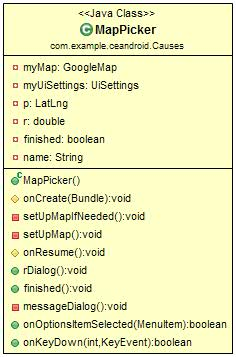 <<Java Class>>
MapPicker
com.example.ceandroid.Causes
myMap: GoogleMap
myUiSettings: UiSettings
p: LatLng
r: double
finished: boolean
name: String
MapPicker()
onCreate(Bundle):void
setUpMapIfNeeded():void
setUpMap():void
onResume():void
rDialog():void
finished():void
messageDialog():void
onOptionsItemSelected(MenuItem):boolean
onKeyDown(int,KeyEvent):boolean